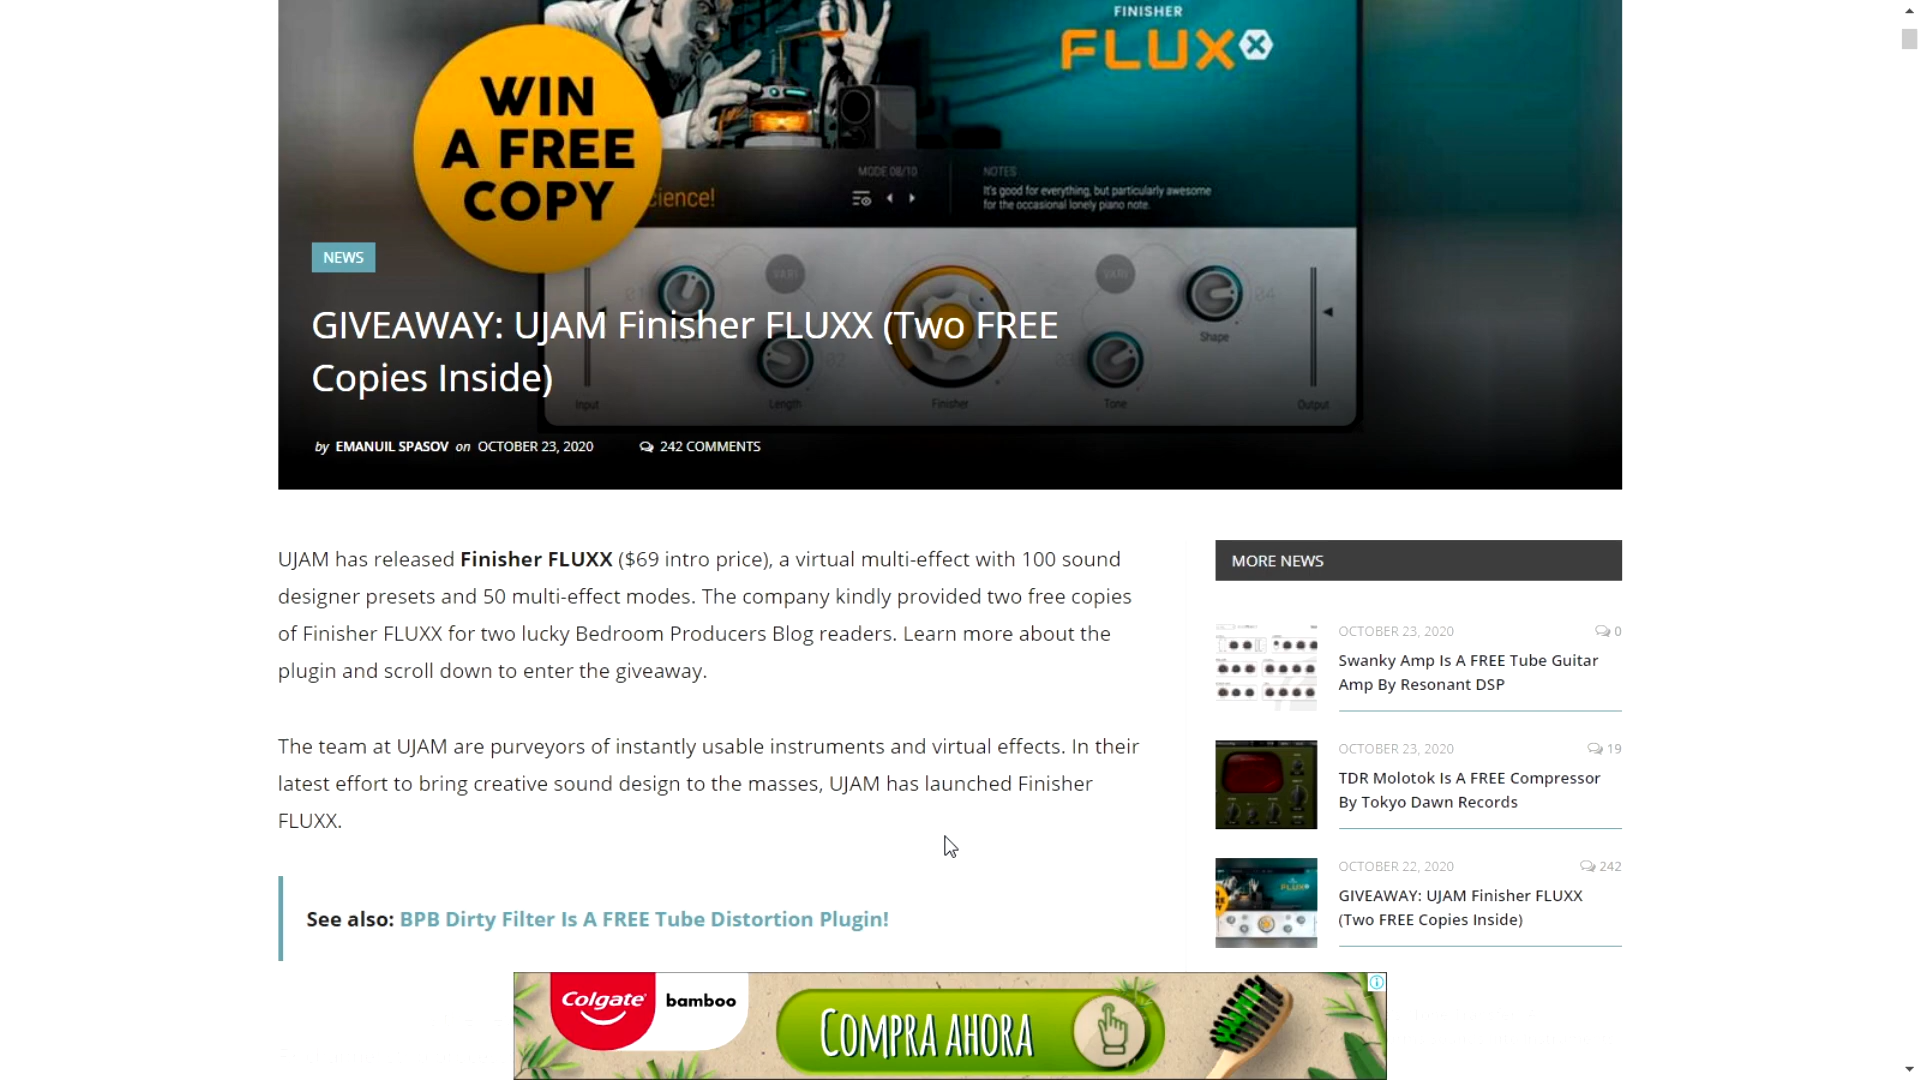 FINISHER
FLUXX
WIN
A FREE
COPY
MODE 08/10
NOTES
It's good for everything, but particularly awesome
for the occasional lonely piano note.
cience!
NEWS
VARI
VARI
04
Shape
GIVEAWAY: UJAM Finisher FLUXX (Two FREE
Copies Inside)
Input
Length
Finisher
Tone
Output
by EMANUIL SPASOV on OCTOBER 23, 2020
242 COMMENTS
UJAM has released Finisher FLUXX ($69 intro price), a virtual multi-effect with 100 sound
designer presets and 50 multi-effect modes. The company kindly provided two free copies
of Finisher FLUXX for two lucky Bedroom Producers Blog readers. Learn more about the
plugin and scroll down to enter the giveaway.
The team at UJAM are purveyors of instantly usable instruments and virtual effects. In their
latest effort to bring creative sound design to the masses, UJAM has launched Finisher
FLUXX.
See also: BPB Dirty Filter Is A FREE Tube Distortion Plugin!
MORE NEWS
OCTOBER 23, 2020
0
Swanky Amp Is A FREE Tube Guitar
Amp By Resonant DSP
OCTOBER 23, 2020
19
TDR Molotok Is A FREE Compressor
By Tokyo Dawn Records
OCTOBER 22, 2020
242
GIVEAWAY: UJAM Finisher FLUXX
(Two FREE Copies Inside)
Colgate
bamboo
COMPRA AHORA